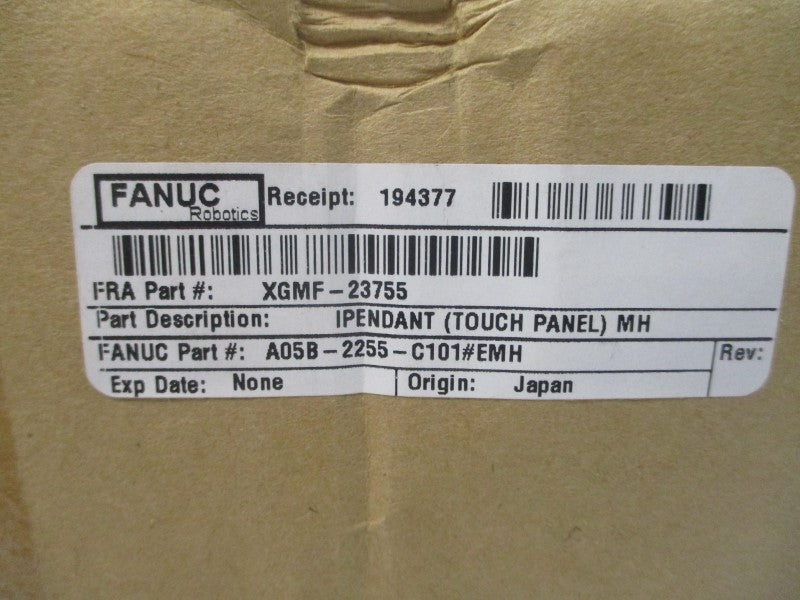 FANUC Robotics Receipt: 194377
FRA Part #: XGMF-23755
Part Description: IPENDANT (TOUCH PANEL) MH
FANUC Part #: A05B-2255-C101#EMH Rev:
Exp Date: None Origin: Japan